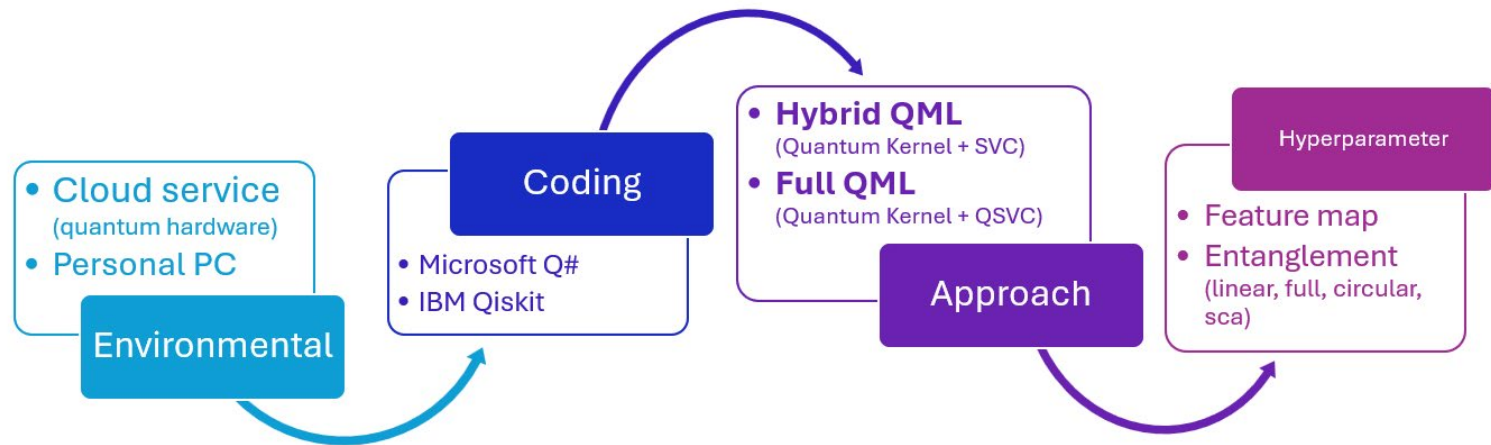 • Cloud service
(quantum hardware)
• Personal PC
Environmental
Coding
• Microsoft Q#
• IBM Qiskit
• Hybrid QML
(Quantum Kernel + SVC)
• Full QML
(Quantum Kernel + QSVC)
Approach
Hyperparameter
• Feature map
• Entanglement
(linear, full, circular,
sca)